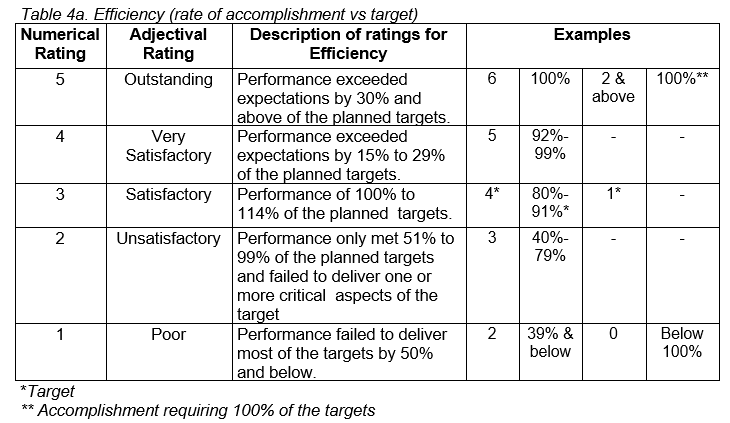 Table 4a. Efficiency (rate of accomplishment vs target)
Numerical Rating Adjectival Rating Description of ratings for Efficiency Examples
5 Outstanding Performance exceeded expectations by 30% and above of the planned targets. 6 100% 2 & above 100%**
4 Very Satisfactory Performance exceeded expectations by 15% to 29% of the planned targets. 5 92%-99% - -
3 Satisfactory Performance of 100% to 114% of the planned targets. 4* 80%-91%* 1* -
2 Unsatisfactory Performance only met 51% to 99% of the planned targets and failed to deliver one or more critical aspects of the target 3 40%-79% - -
1 Poor Performance failed to deliver most of the targets by 50% and below. 2 39% & below 0 Below 100%
*Target
** Accomplishment requiring 100% of the targets